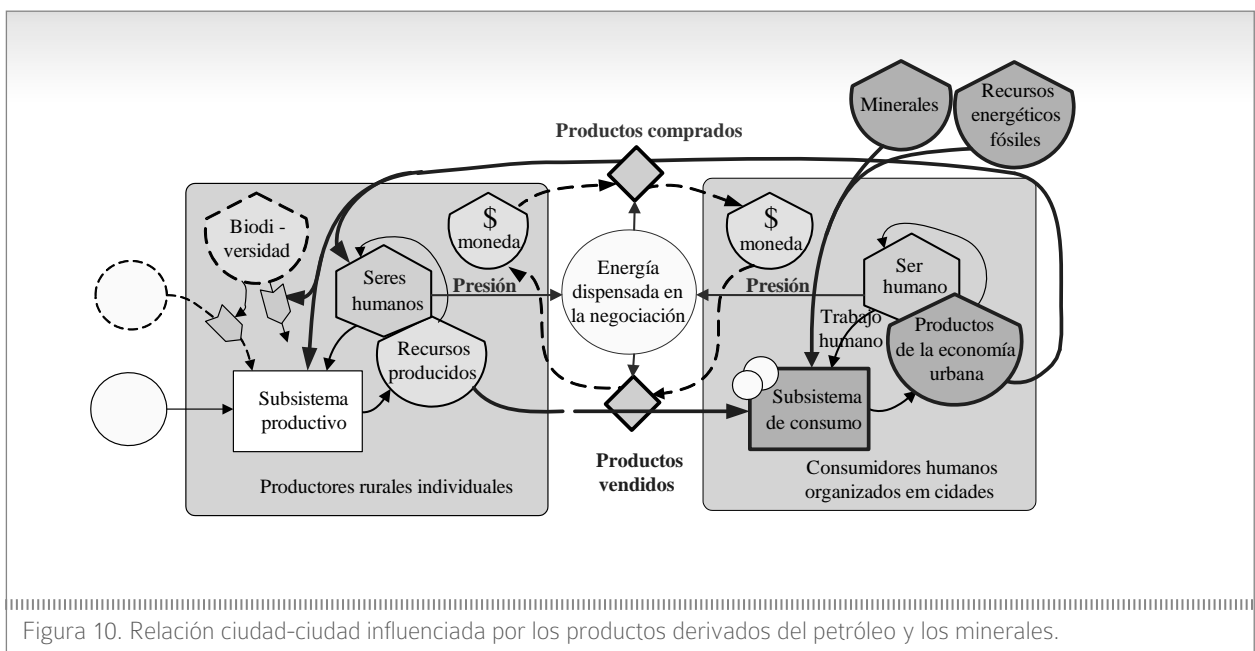 Minerales
Recursos
energéticos
fósiles
Productos comprados
Biodi -
versidad
$
moneda
$
moneda
Seres
humanos
Presión
Energía
dispensada en
la negociación
Presión
Ser
humano
Trabajo
humano
Productos
de la economía
urbana
Recursos
producidos
Subsistema
productivo
Subsistema
de consumo
Productos
vendidos
Productores rurales individuales
Consumidores humanos
organizados em cidades
Figura 10. Relación ciudad-ciudad influenciada por los productos derivados del petróleo y los minerales.